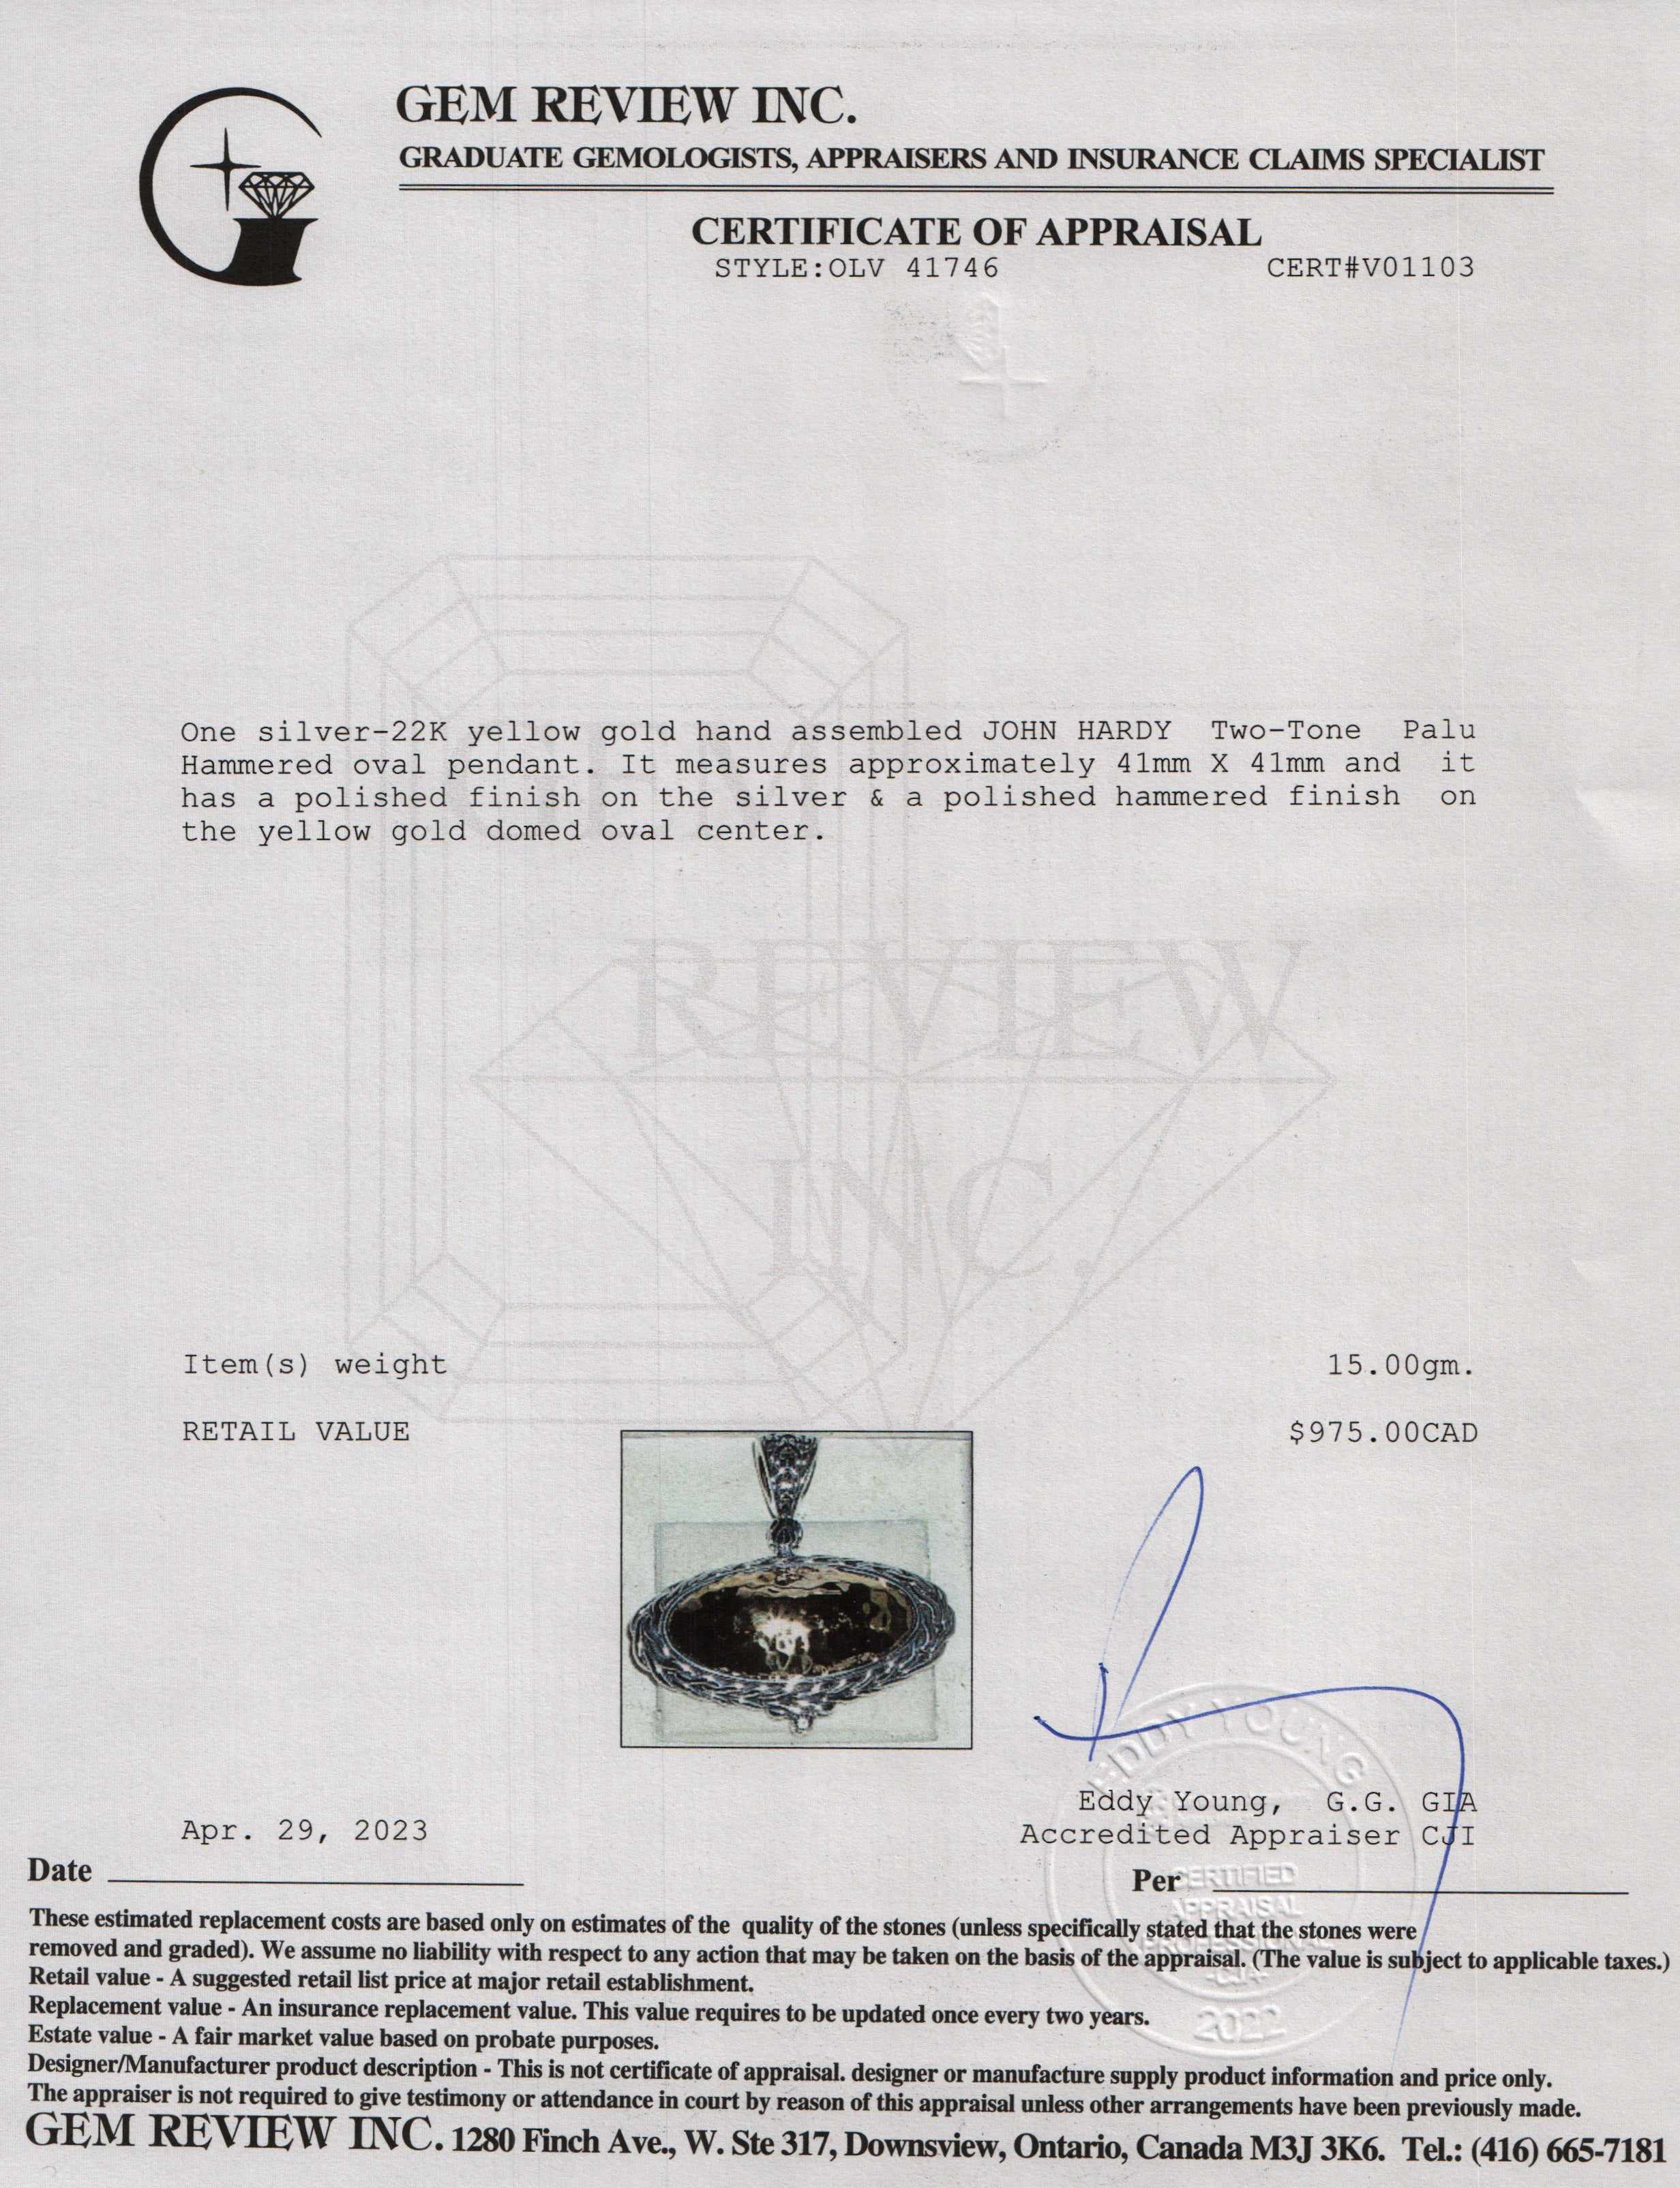 GEM REVIEW INC.
GRADUATE GEMOLOGISTS, APPRAISERS AND INSURANCE CLAIMS SPECIALIST
CERTIFICATE OF APPRAISAL
STYLE:OLV 41746 CERT#V01103
One silver-22K yellow gold hand assembled JOHN HARDY Two-Tone Palu
Hammered oval pendant. It measures approximately 41mm X 41mm and it
has a polished finish on the silver & a polished hammered finish on
the yellow gold domed oval center.
REVIEW
INC.
Item(s) weight 15.00gm.
RETAIL VALUE $975.00CAD
EDDY YOUNG
Eddy Young, G.G. GIA
Apr. 29, 2023 Accredited Appraiser CJI
Date Per
CERTIFIED
APPRAISAL
PROFESSIONAL
-CJA-
2022
These estimated replacement costs are based only on estimates of the quality of the stones (unless specifically stated that the stones were
removed and graded). We assume no liability with respect to any action that may be taken on the basis of the appraisal. (The value is subject to applicable taxes.)
Retail value - A suggested retail list price at major retail establishment.
Replacement value - An insurance replacement value. This value requires to be updated once every two years.
Estate value - A fair market value based on probate purposes.
Designer/Manufacturer product description - This is not certificate of appraisal. designer or manufacture supply product information and price only.
The appraiser is not required to give testimony or attendance in court by reason of this appraisal unless other arrangements have been previously made.
GEM REVIEW INC. 1280 Finch Ave., W. Ste 317, Downsview, Ontario, Canada M3J 3K6. Tel.: (416) 665-7181